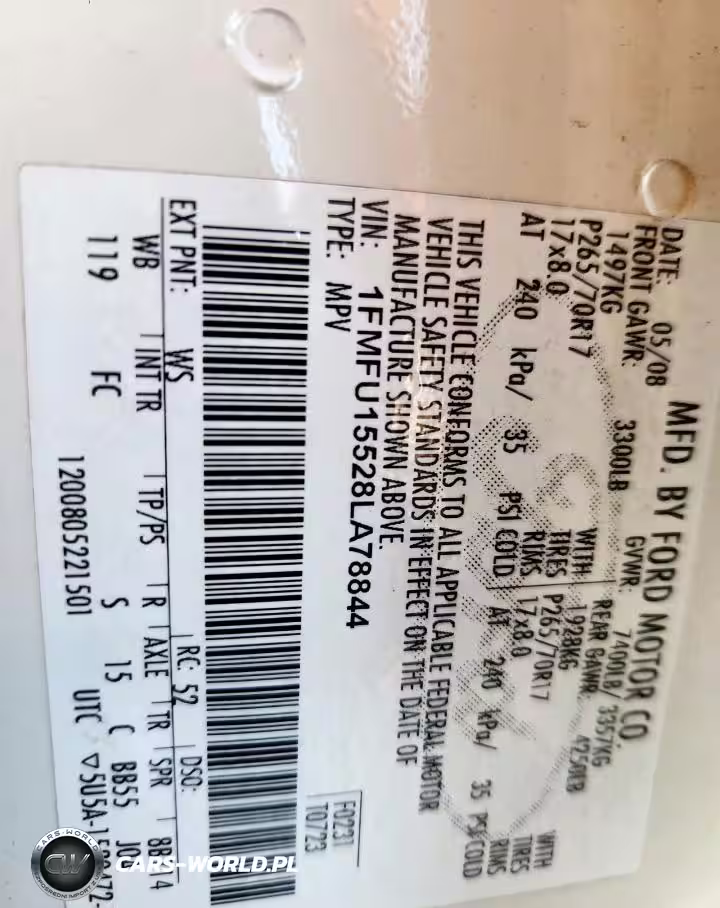 MFD. BY FORD MOTOR CO
DATE: 05/08 GVWR: 7400LB/ 3357KG
FRONT GAWR: 3300LB REAR GAWR: 4250LB
1497KG WITH 1928KG WITH
P265/70R17 TIRES P265/70R17 TIRES
17x8.0 RIMS 17x8.0 RIMS
AT 240 kPa/ 35 PSI COLD AT 240 kPa/ 35 PSI COLD
THIS VEHICLE CONFORMS TO ALL APPLICABLE FEDERAL MOTOR
VEHICLE SAFETY STANDARDS IN EFFECT ON THE DATE OF
MANUFACTURE SHOWN ABOVE.
VIN: 1FMFU15528LA78844
TYPE: MPV
F0231
T0723
EXT PNT: WS RC: 52 DSO:
WB INT TR TP/PS R AXLE TR SPR
119 FC S 15 C BB55
1200805221501 UTC
CARS-WORLD.PL
CARS-WORLD
CW